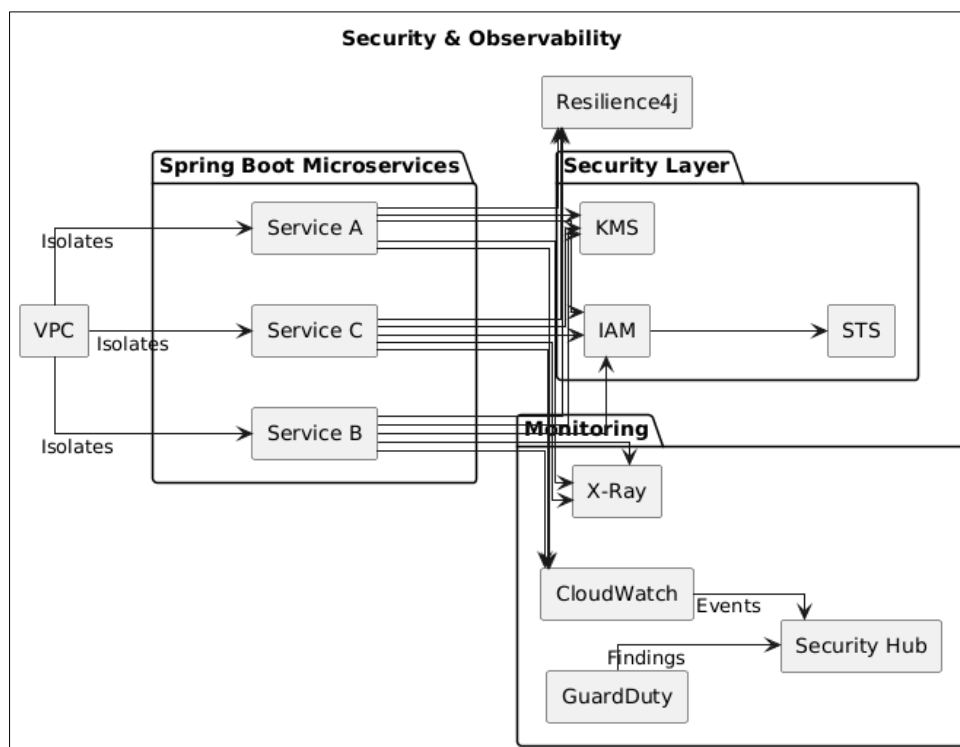 Security & Observability
Resilience4j
Spring Boot Microservices
Security Layer
Service A
KMS
Isolates
VPC
Isolates
Service C
IAM
STS
Isolates
Service B
Monitoring
X-Ray
CloudWatch
Events
Security Hub
Findings
GuardDuty